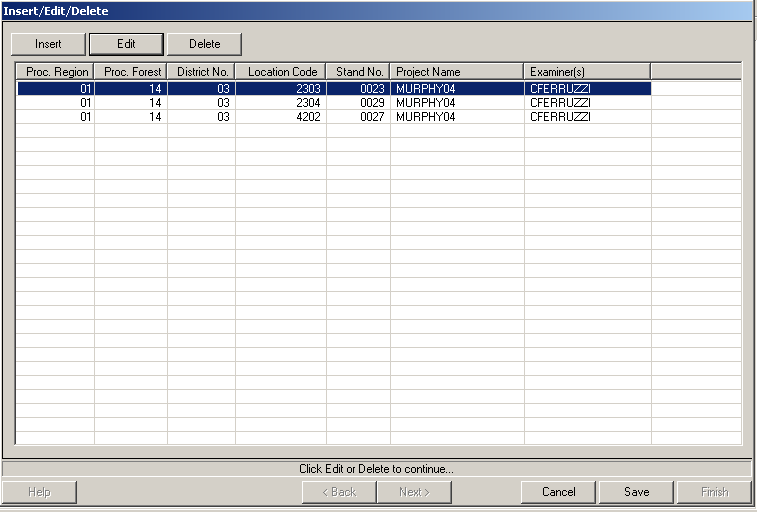 Insert/Edit/Delete
Insert Edit Delete
Proc. Region Proc. Forest District No. Location Code Stand No. Project Name Examiner(s)
01 14 03 2303 0023 MURPHY04 CFERRUZZI
01 14 03 2304 0029 MURPHY04 CFERRUZZI
01 14 03 4202 0027 MURPHY04 CFERRUZZI
Click Edit or Delete to continue...
Help < Back Next > Cancel Save Finish